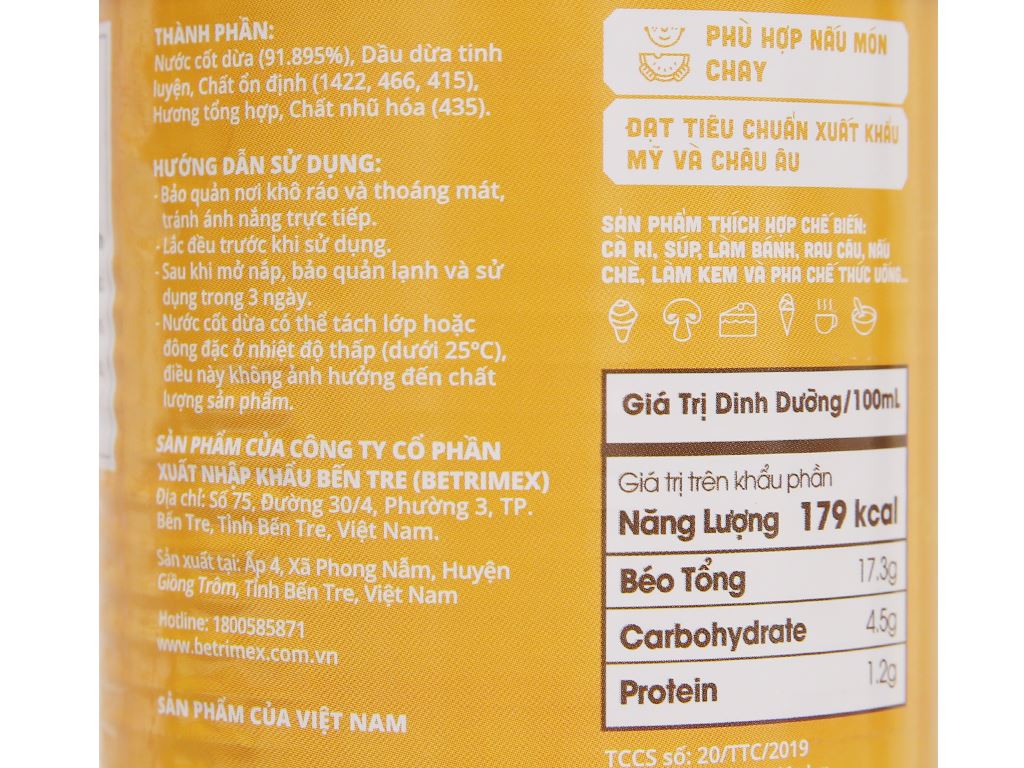 THÀNH PHẦN:
Nước cốt dừa (91.895%), Dầu dừa tinh
luyện, Chất ổn định (1422, 466, 415),
Hương tổng hợp, Chất nhũ hóa (435).
HƯỚNG DẪN SỬ DỤNG:
- Bảo quản nơi khô ráo và thoáng mát,
tránh ánh nắng trực tiếp.
- Lắc đều trước khi sử dụng.
- Sau khi mở nắp, bảo quản lạnh và sử
dụng trong 3 ngày.
- Nước cốt dừa có thể tách lớp hoặc
đông đặc ở nhiệt độ thấp (dưới 25°C),
điều này không ảnh hưởng đến chất
lượng sản phẩm.
SẢN PHẨM CỦA CÔNG TY CỔ PHẦN
XUẤT NHẬP KHẨU BẾN TRE (BETRIMEX)
Địa chỉ: Số 75, Đường 30/4, Phường 3, TP.
Bến Tre, Tỉnh Bến Tre, Việt Nam.
Sản xuất tại: Ấp 4, Xã Phong Nẫm, Huyện
Giồng Trôm, Tỉnh Bến Tre, Việt Nam
Hotline: 1800585871
www.betrimex.com.vn
SẢN PHẨM CỦA VIỆT NAM
PHÙ HỢP NẤU MÓN
CHAY
ĐẠT TIÊU CHUẨN XUẤT KHẨU
MỸ VÀ CHÂU ÂU
SẢN PHẨM THÍCH HỢP CHẾ BIẾN:
CÀ RI, SÚP, LÀM BÁNH, RAU CÂU, NẤU
CHÈ, LÀM KEM VÀ PHA CHẾ THỨC UỐNG...
Giá Trị Dinh Dưỡng/100mL
Giá trị trên khẩu phần
Năng Lượng 179 kcal
Béo Tổng 17.3g
Carbohydrate 4.5g
Protein 1.2g
TCCS số: 20/TTC/2019